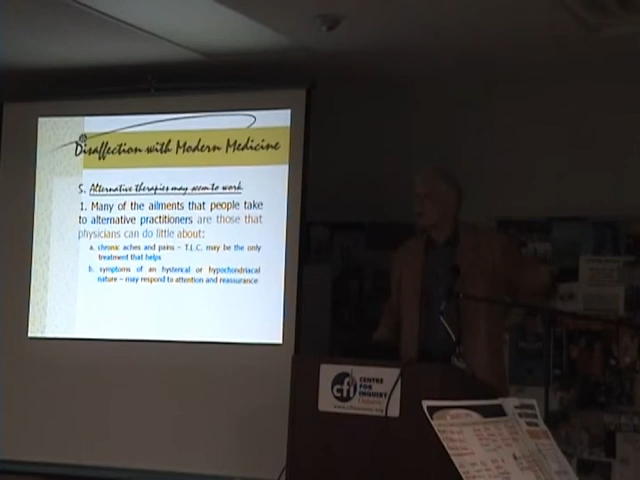 Disaffection with Modern Medicine
5. Alternative therapies may seem to work
1. Many of the ailments that people take
to alternative practitioners are those that
physicians can do little about:
a. chronic aches and pains – T.L.C. may be the only
treatment that helps
b. symptoms of an hysterical or hypochondriacal
nature – may respond to attention and reassurance
cfi
CENTRE
FOR
INQUIRY